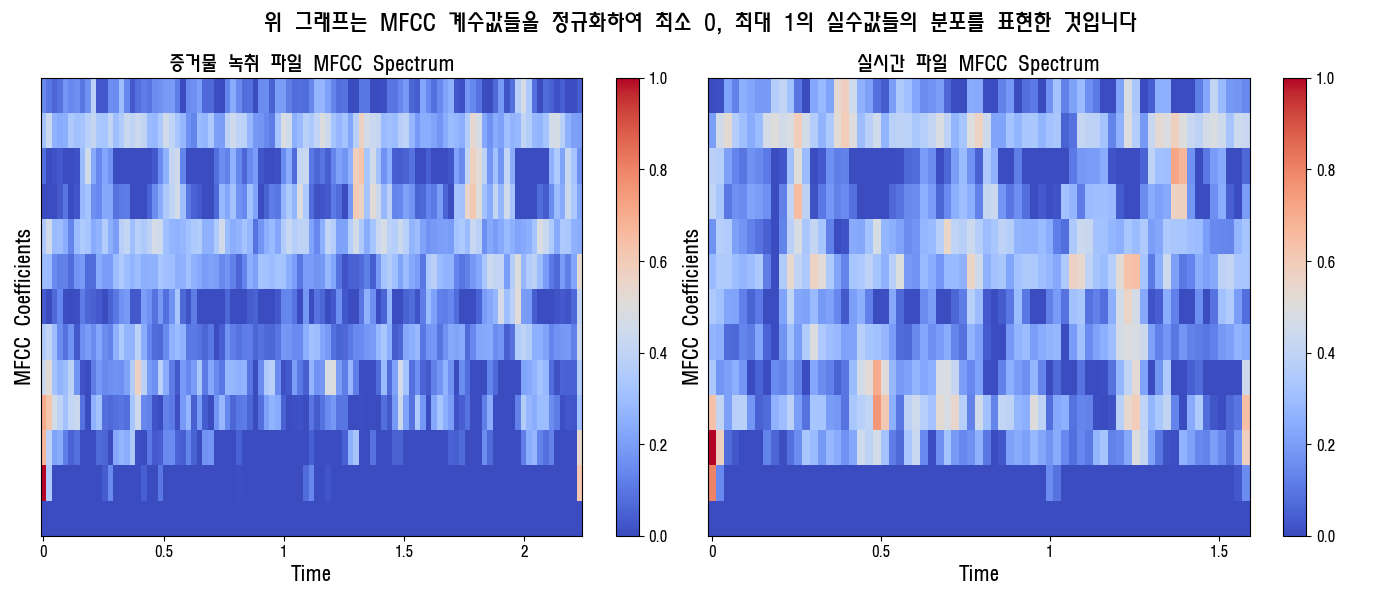 위 그래프는 MFCC 계수값들을 정규화하여 최소 0, 최대 1의 실수값들의 분포를 표현한 것입니다
증거물 녹취 파일 MFCC Spectrum
MFCC Coefficients
0 0.5 1 1.5 2
Time
1.0
0.8
0.6
0.4
0.2
0.0
실시간 파일 MFCC Spectrum
MFCC Coefficients
0 0.5 1 1.5
Time
1.0
0.8
0.6
0.4
0.2
0.0